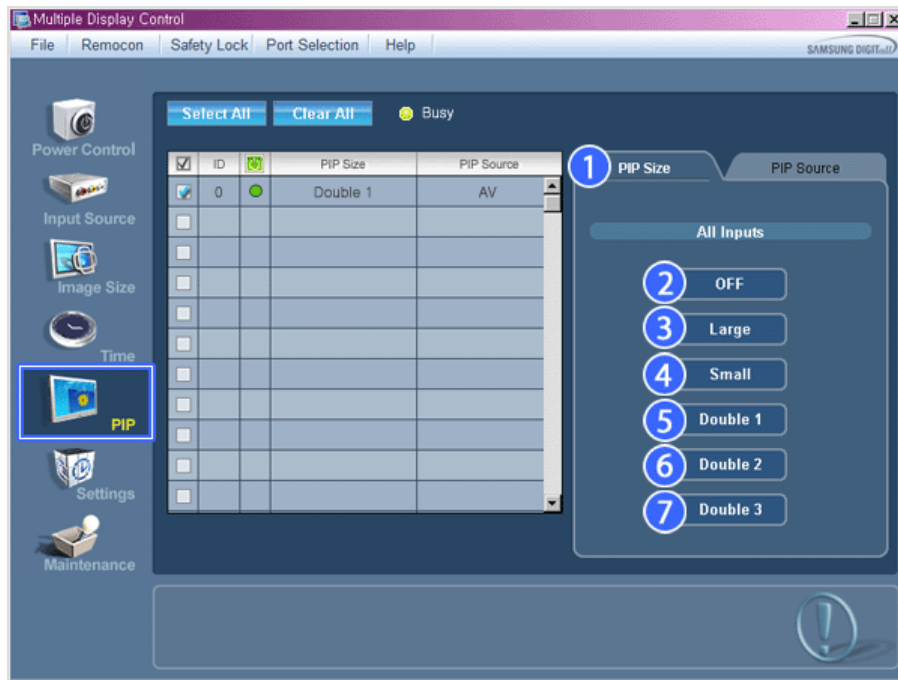 Multiple Display Control
File Remocon Safety Lock Port Selection Help
SAMSUNG DIGITall
Select All Clear All Busy
Power Control
Input Source
Image Size
Time
PIP
Settings
Maintenance
ID PIP Size PIP Source
0 Double 1 AV
1 PIP Size PIP Source
All Inputs
2 OFF
3 Large
4 Small
5 Double 1
6 Double 2
7 Double 3